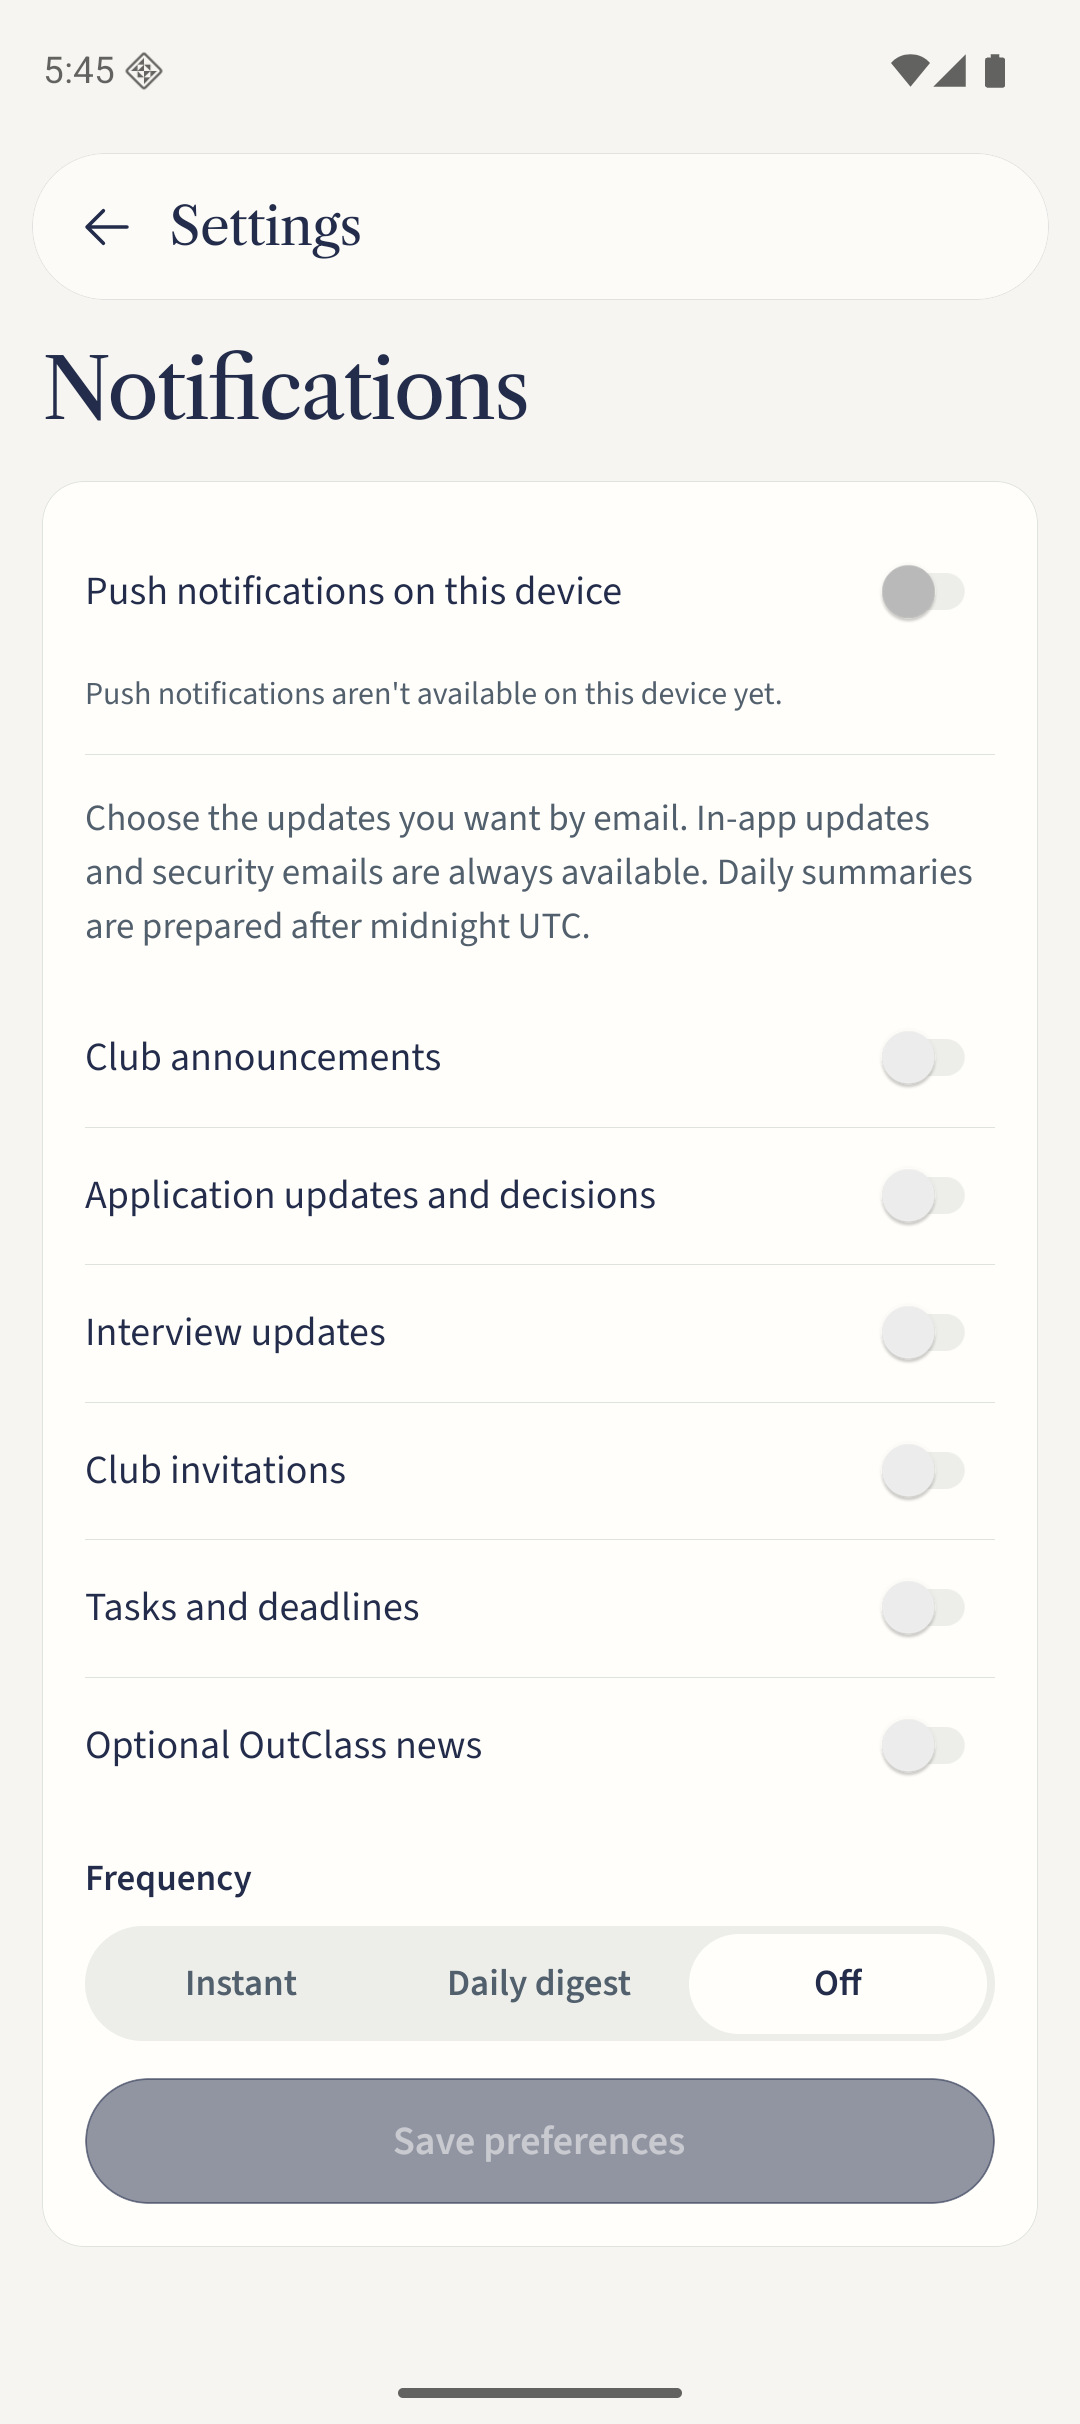 5:45
Settings
Notifications
Push notifications on this device
Push notifications aren't available on this device yet.
Choose the updates you want by email. In-app updates
and security emails are always available. Daily summaries
are prepared after midnight UTC.
Club announcements
Application updates and decisions
Interview updates
Club invitations
Tasks and deadlines
Optional OutClass news
Frequency
Instant Daily digest Off
Save preferences